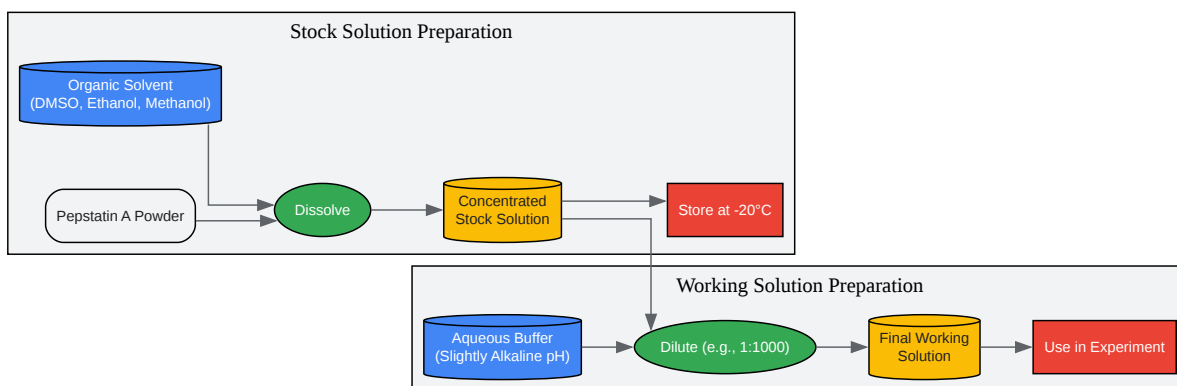 Stock Solution Preparation
Organic Solvent
(DMSO, Ethanol, Methanol)
Pepstatin A Powder
Dissolve
Concentrated
Stock Solution
Store at -20°C
Working Solution Preparation
Aqueous Buffer
(Slightly Alkaline pH)
Dilute (e.g., 1:1000)
Final Working
Solution
Use in Experiment